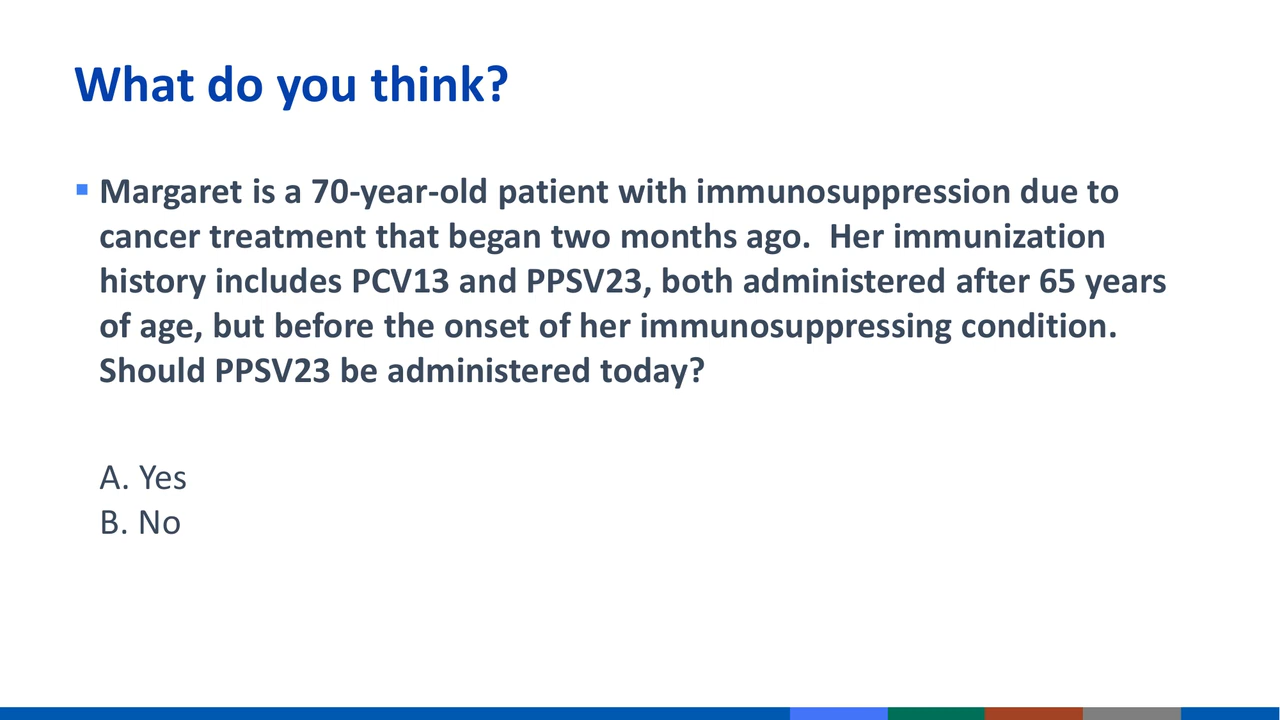 What do you think?
Margaret is a 70-year-old patient with immunosuppression due to
cancer treatment that began two months ago.  Her immunization
history includes PCV13 and PPSV23, both administered after 65 years
of age, but before the onset of her immunosuppressing condition.
Should PPSV23 be administered today?
A. Yes
B. No